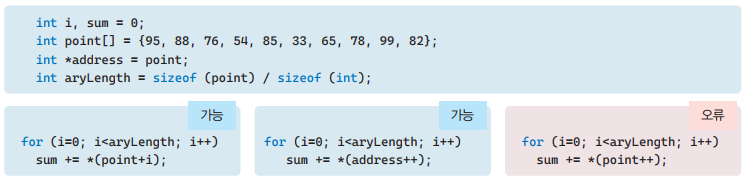 int i, sum = 0;
int point[] = {95, 88, 76, 54, 85, 33, 65, 78, 99, 82};
int *address = point;
int aryLength = sizeof (point) / sizeof (int);
가능
for (i=0; i<aryLength; i++)
sum += *(point+i);
가능
for (i=0; i<aryLength; i++)
sum += *(address++);
오류
for (i=0; i<aryLength; i++)
sum += *(point++);